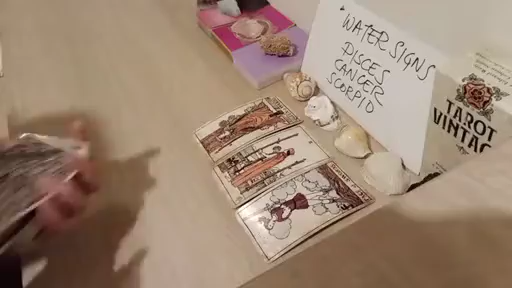 WATER SIGNS
PISCES
CANCER
SCORPIO
TAROT
VINTAG